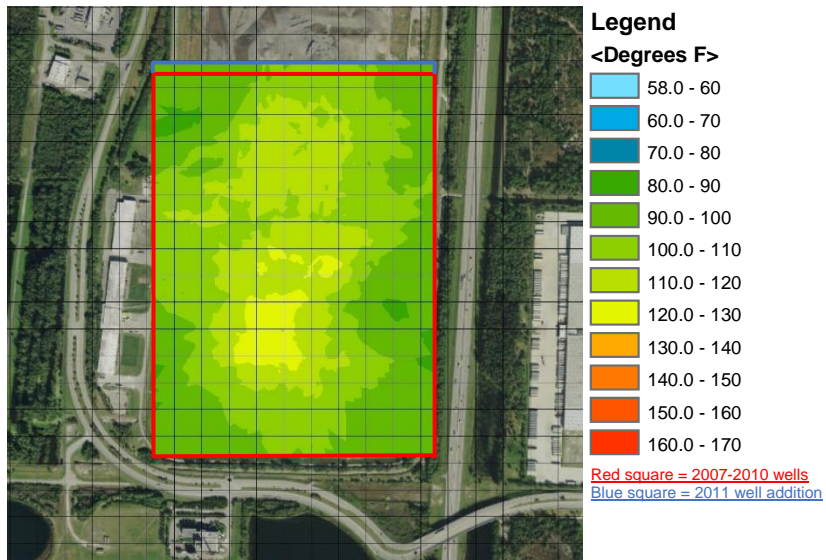 Legend
<Degrees F>
58.0 - 60
60.0 - 70
70.0 - 80
80.0 - 90
90.0 - 100
100.0 - 110
110.0 - 120
120.0 - 130
130.0 - 140
140.0 - 150
150.0 - 160
160.0 - 170
Red square = 2007-2010 wells
Blue square = 2011 well addition